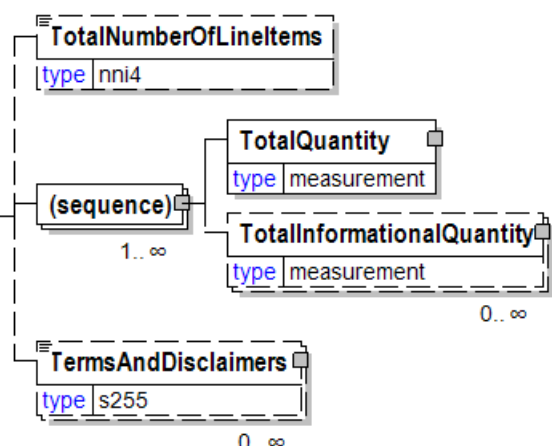 TotalNumberOfLineItems
type nni4
TotalQuantity
type measurement
(sequence)
1.. ∞
TotalInformationalQuantity
type measurement
0.. ∞
TermsAndDisclaimers
type s255
0.. ∞